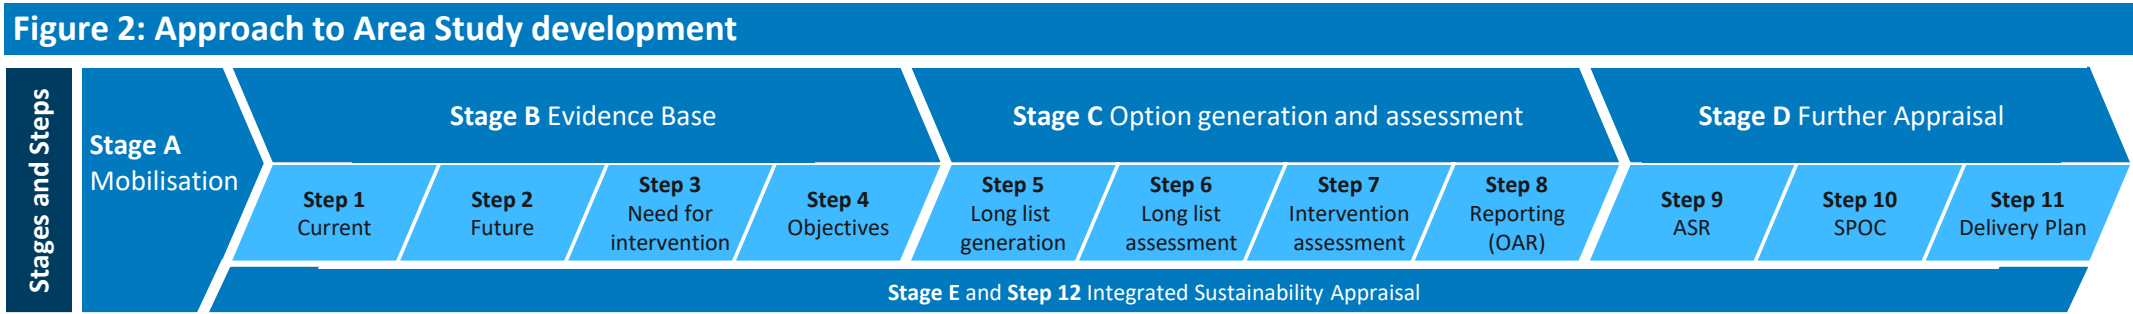 Figure 2: Approach to Area Study development
Stages and Steps
Stage A
Mobilisation
Stage B Evidence Base
Step 1
Current
Step 2
Future
Step 3
Need for
intervention
Step 4
Objectives
Stage C Option generation and assessment
Step 5
Long list
generation
Step 6
Long list
assessment
Step 7
Intervention
assessment
Step 8
Reporting
(OAR)
Stage D Further Appraisal
Step 9
ASR
Step 10
SPOC
Step 11
Delivery Plan
Stage E and Step 12 Integrated Sustainability Appraisal